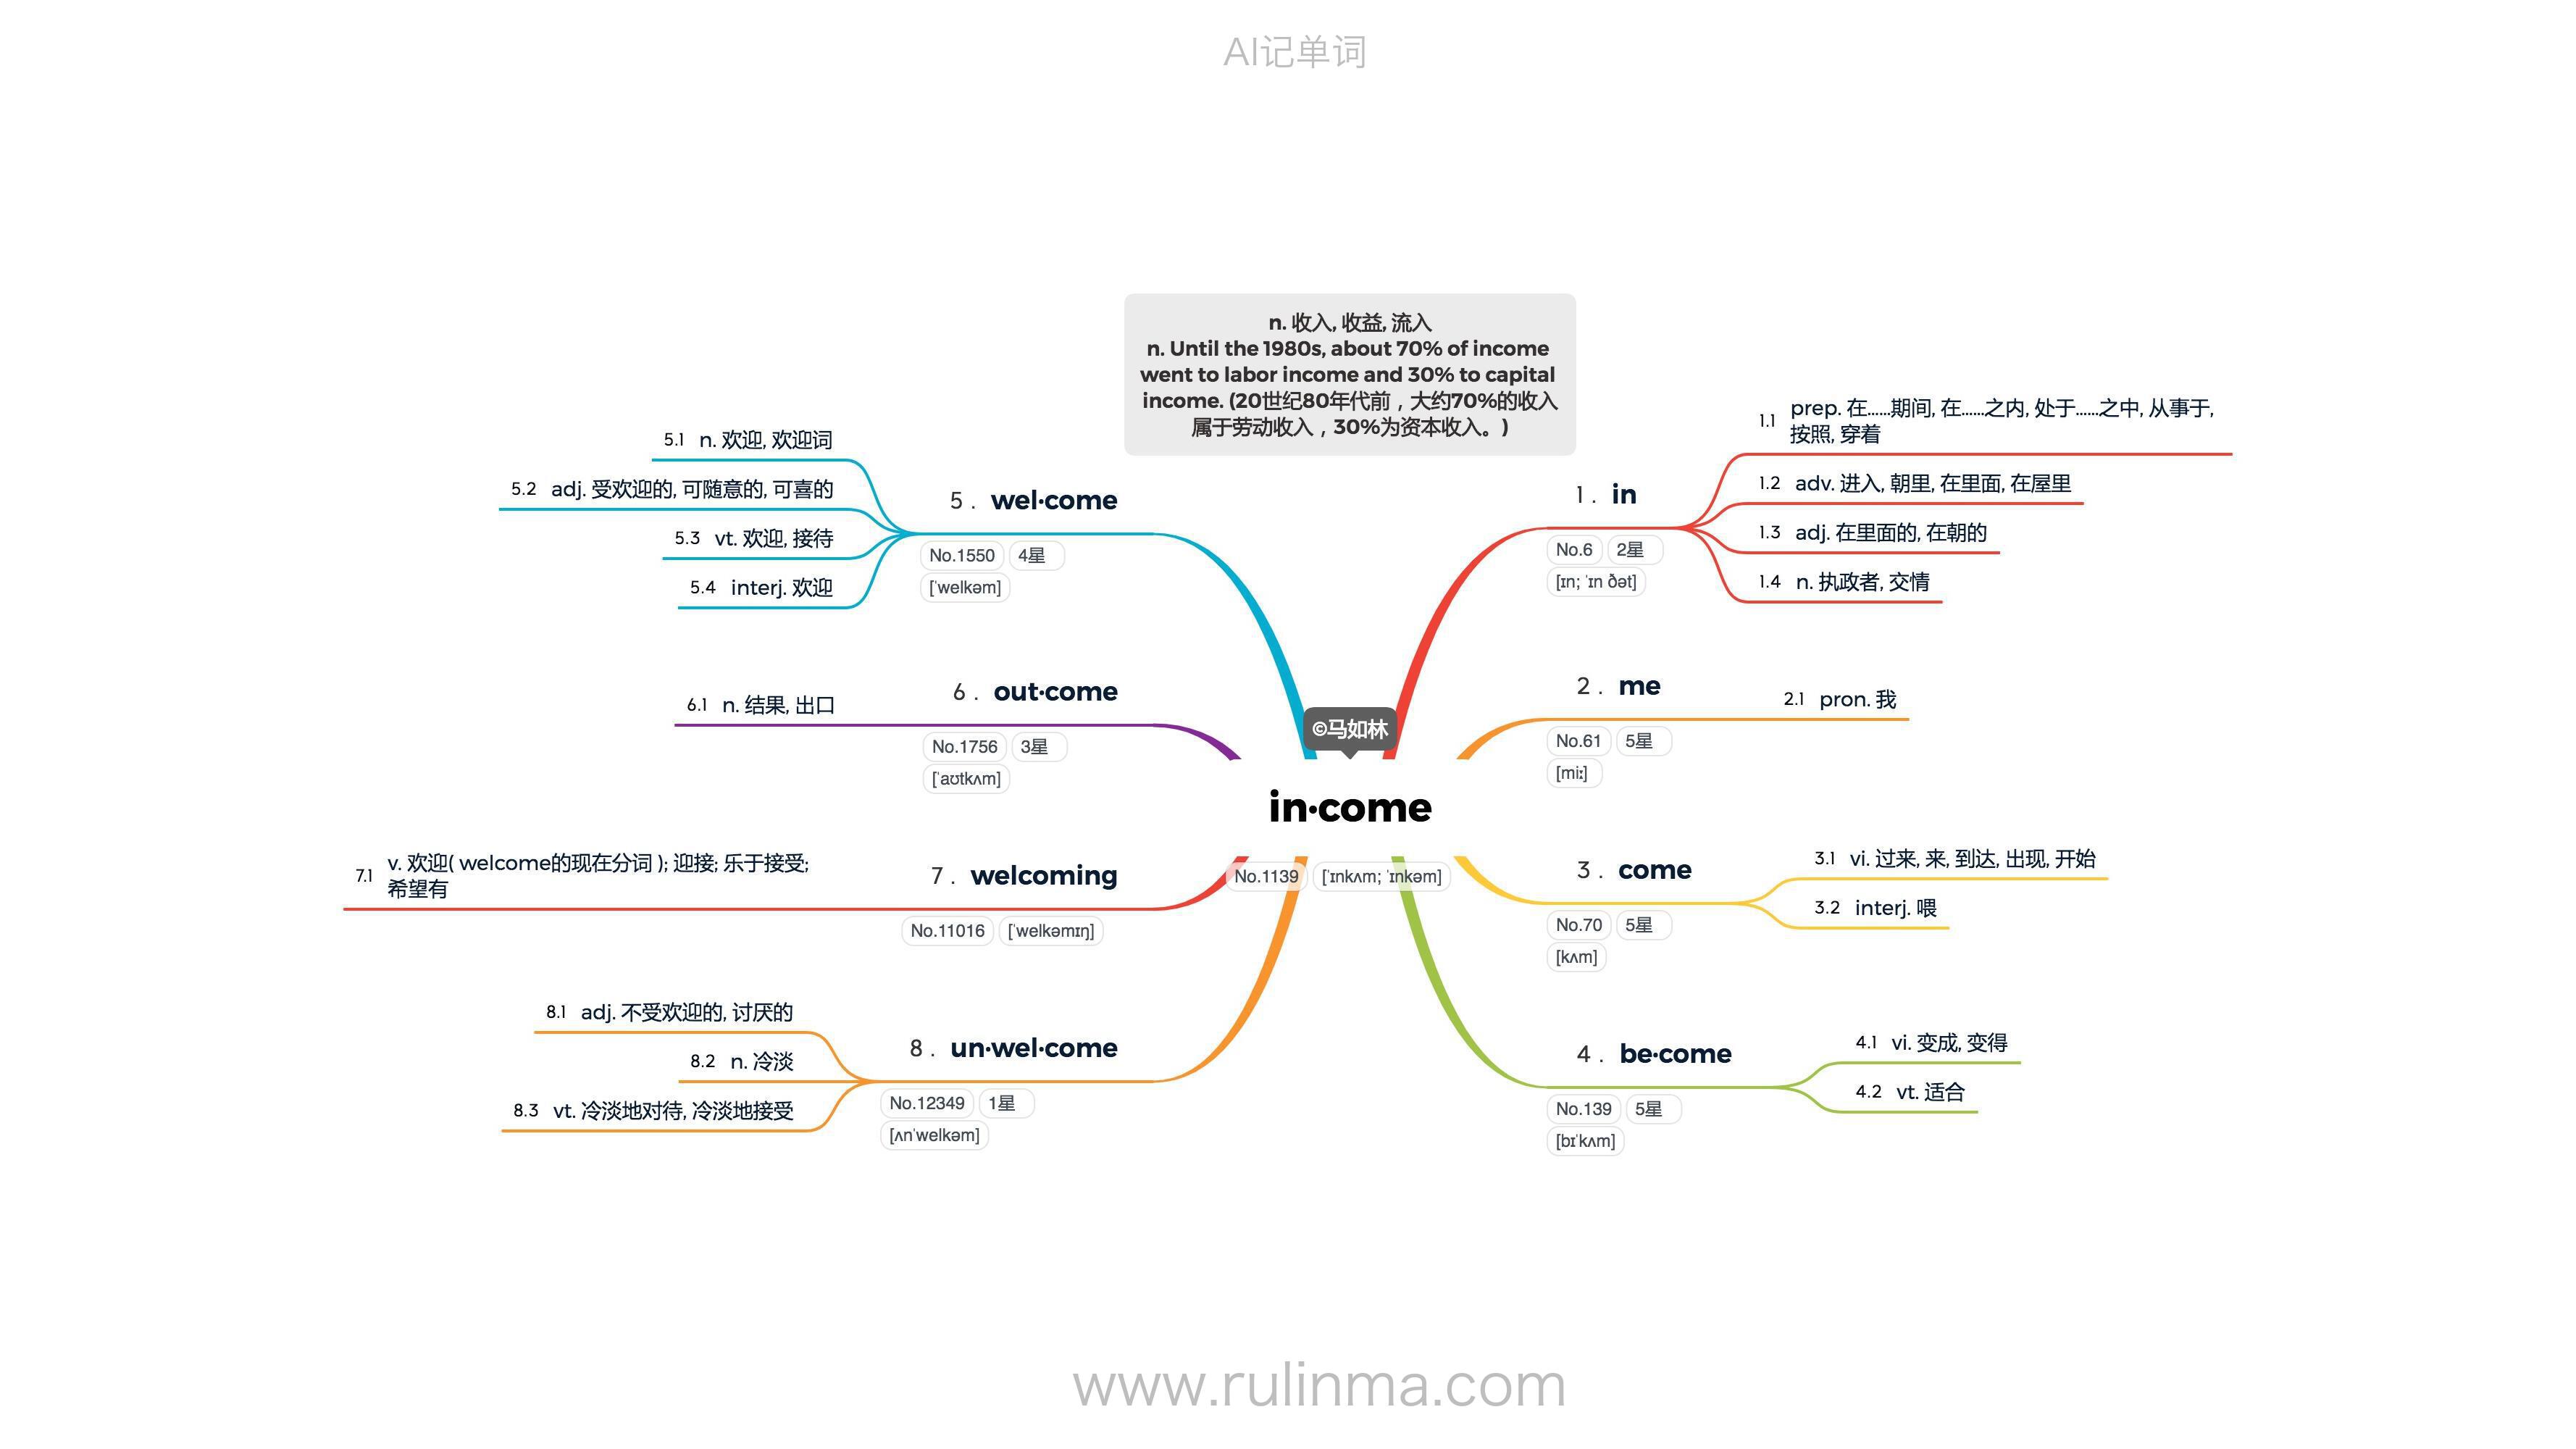 AI记单词
n. 收入, 收益, 流入
n. Until the 1980s, about 70% of income
went to labor income and 30% to capital
income. (20世纪80年代前，大约70%的收入
属于劳动收入，30%为资本收入。)
©马如林
in·come
No.1139 [ˈɪnkʌm; ˈɪnkəm]
1 . in
No.6 2星
[ɪn; ˈɪn ðət]
1.1 prep. 在……期间, 在……之内, 处于……之中, 从事于,
按照, 穿着
1.2 adv. 进入, 朝里, 在里面, 在屋里
1.3 adj. 在里面的, 在朝的
1.4 n. 执政者, 交情
2 . me
No.61 5星
[miː]
2.1 pron. 我
3 . come
No.70 5星
[kʌm]
3.1 vi. 过来, 来, 到达, 出现, 开始
3.2 interj. 喂
4 . be·come
No.139 5星
[bɪˈkʌm]
4.1 vi. 变成, 变得
4.2 vt. 适合
5 . wel·come
No.1550 4星
[ˈwelkəm]
5.1 n. 欢迎, 欢迎词
5.2 adj. 受欢迎的, 可随意的, 可喜的
5.3 vt. 欢迎, 接待
5.4 interj. 欢迎
6 . out·come
No.1756 3星
[ˈaʊtkʌm]
6.1 n. 结果, 出口
7 . welcoming
No.11016 [ˈwelkəmɪŋ]
7.1 v. 欢迎( welcome的现在分词 ); 迎接; 乐于接受;
希望有
8 . un·wel·come
No.12349 1星
[ʌnˈwelkəm]
8.1 adj. 不受欢迎的, 讨厌的
8.2 n. 冷淡
8.3 vt. 冷淡地对待, 冷淡地接受
www.rulinma.com